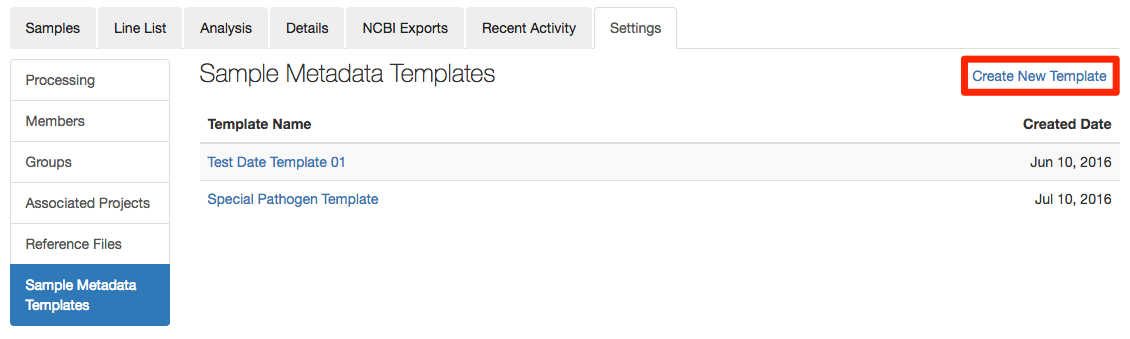 Samples Line List Analysis Details NCBI Exports Recent Activity Settings
Processing
Members
Groups
Associated Projects
Reference Files
Sample Metadata
Templates
Sample Metadata Templates Create New Template
Template Name Created Date
Test Date Template 01 Jun 10, 2016
Special Pathogen Template Jul 10, 2016